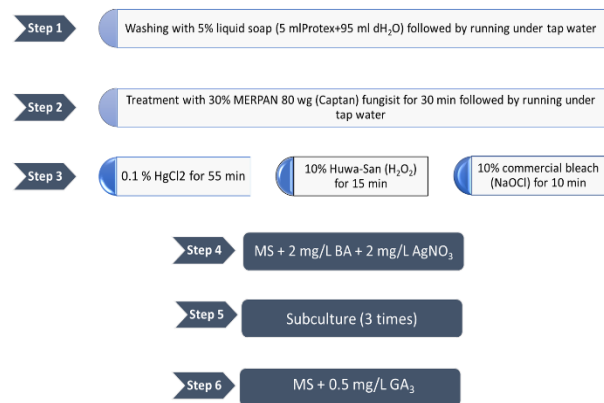 Step 1
Washing with 5% liquid soap (5 mlProtex+95 ml dH₂O) followed by running under tap water
Step 2
Treatment with 30% MERPAN 80 wg (Captan) fungisit for 30 min followed by running under
tap water
Step 3
0.1 % HgCl2 for 55 min
10% Huwa-San (H₂O₂)
for 15 min
10% commercial bleach
(NaOCl) for 10 min
Step 4
MS + 2 mg/L BA + 2 mg/L AgNO₃
Step 5
Subculture (3 times)
Step 6
MS + 0.5 mg/L GA₃